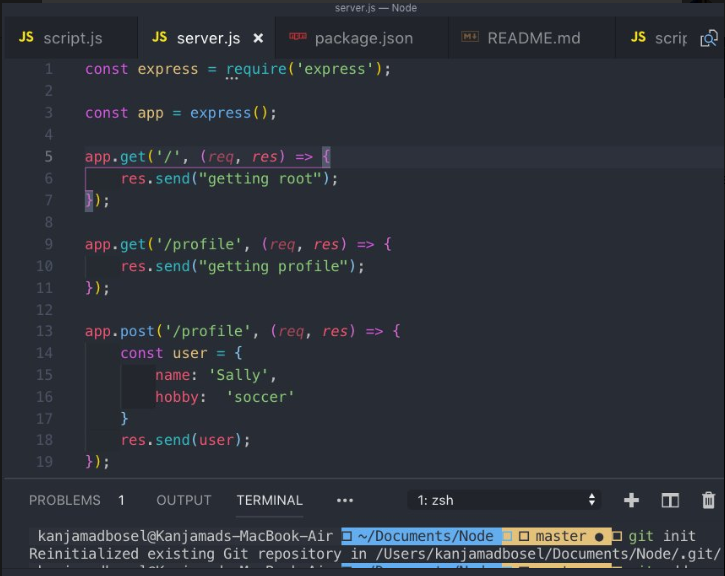 server.js — Node
JS script.js JS server.js × npm package.json M↓ README.md JS scrip
1 const express = require('express');
2
3 const app = express();
4
5 app.get('/', (req, res) => {
6 res.send("getting root");
7 });
8
9 app.get('/profile', (req, res) => {
10 res.send("getting profile");
11 });
12
13 app.post('/profile', (req, res) => {
14 const user = {
15 name: 'Sally',
16 hobby:  'soccer'
17 }
18 res.send(user);
19 });
PROBLEMS 1 OUTPUT TERMINAL ••• 1: zsh
kanjamadbosel@Kanjamads-MacBook-Air ~/Documents/Node master ● git init
Reinitialized existing Git repository in /Users/kanjamadbosel/Documents/Node/.git/